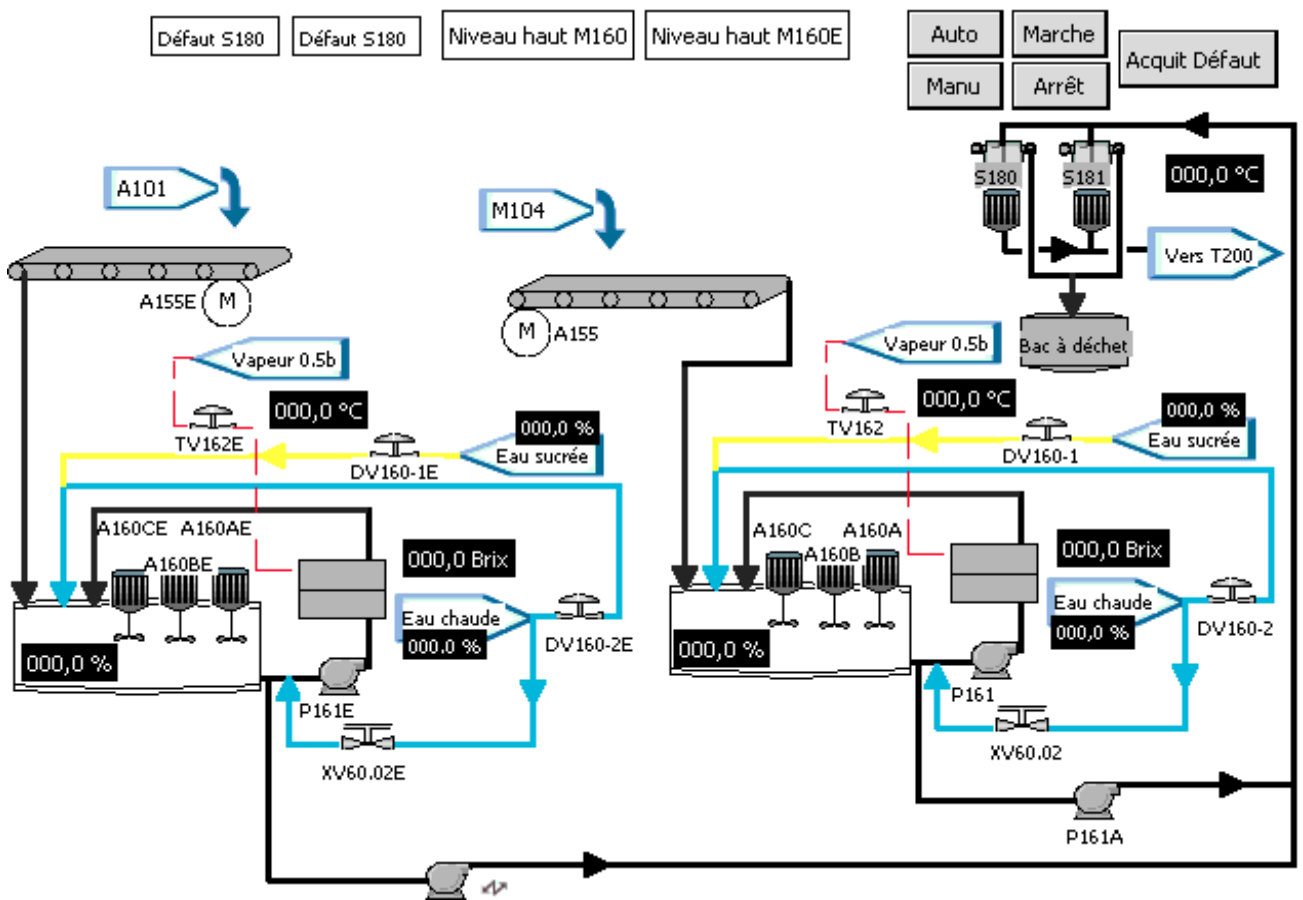 Défaut S180
Défaut S180
Niveau haut M160
Niveau haut M160E
Auto
Marche
Acquit Défaut
Manu
Arrêt
S180
S181
000,0 °C
A101
M104
Vers T200
A155E
M
M
A155
Bac à déchet
Vapeur 0.5b
Vapeur 0.5b
000,0 °C
000,0 °C
TV162E
TV162
000,0 %
Eau sucrée
000,0 %
Eau sucrée
DV160-1E
DV160-1
A160CE
A160AE
A160BE
A160C
A160A
A160B
000,0 Brix
000,0 Brix
Eau chaude
000.0 %
Eau chaude
000,0 %
DV160-2E
DV160-2
000,0 %
000,0 %
P161E
P161
XV60.02E
XV60.02
P161A